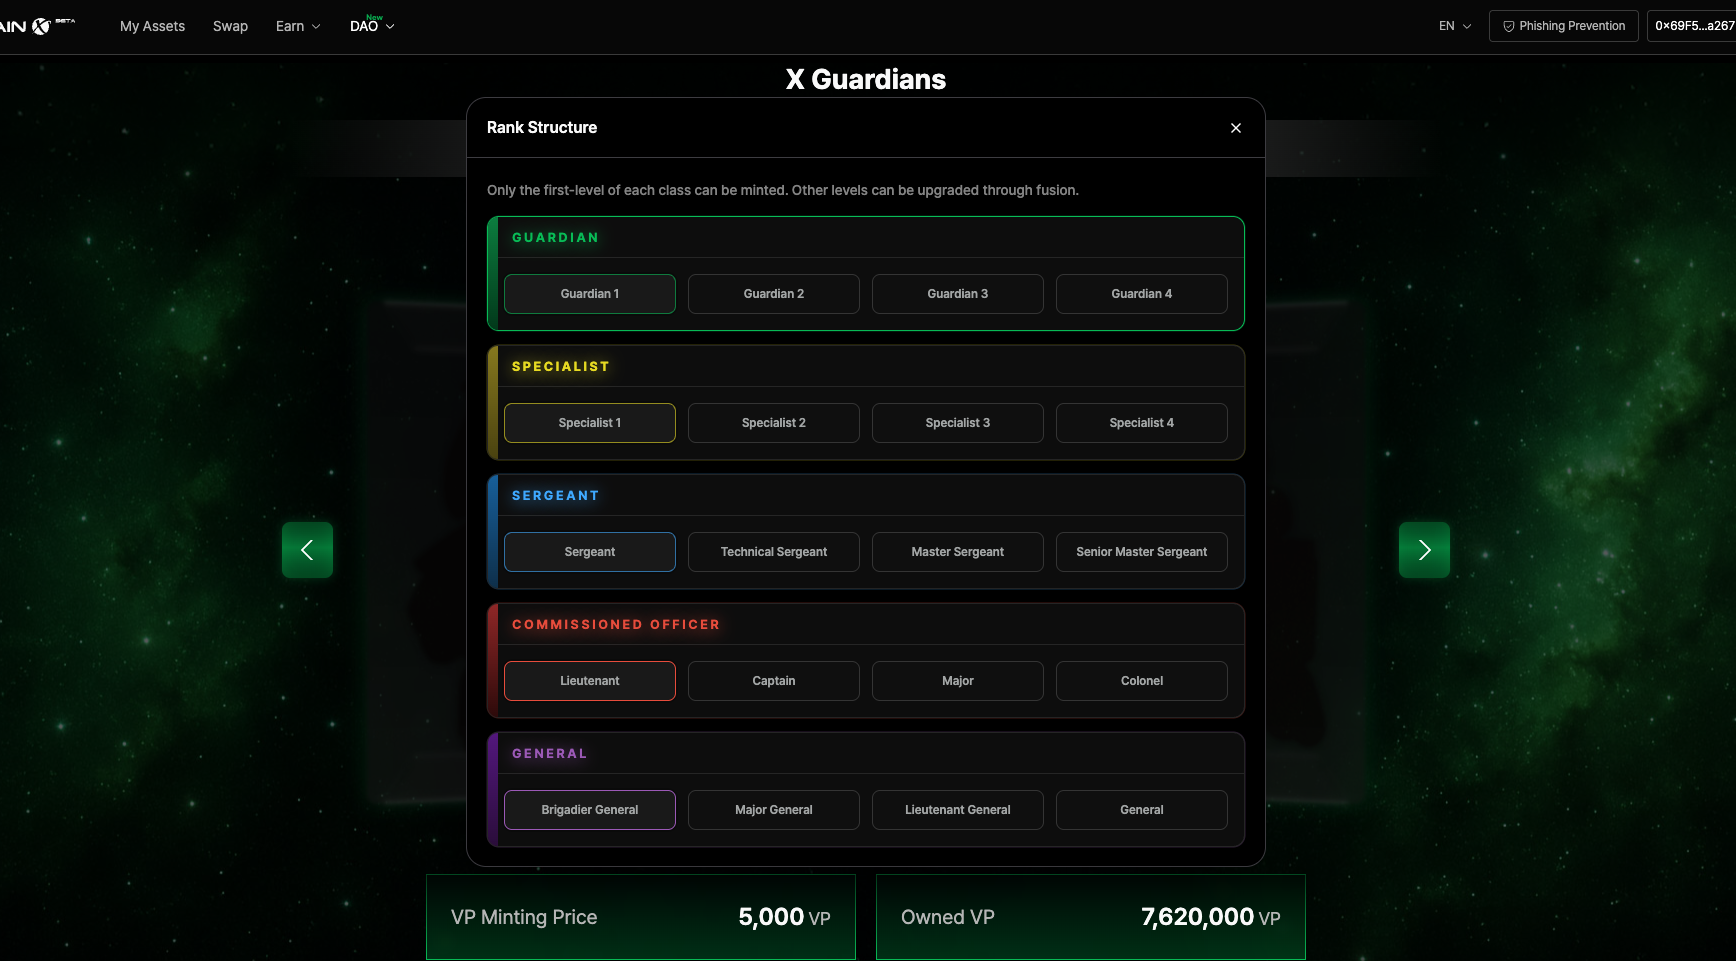 AIN X BETA
My Assets
Swap
Earn
DAO
New
EN
Phishing Prevention
0x69F5...a267
X Guardians
Rank Structure
Only the first-level of each class can be minted. Other levels can be upgraded through fusion.
GUARDIAN
Guardian 1
Guardian 2
Guardian 3
Guardian 4
SPECIALIST
Specialist 1
Specialist 2
Specialist 3
Specialist 4
SERGEANT
Sergeant
Technical Sergeant
Master Sergeant
Senior Master Sergeant
COMMISSIONED OFFICER
Lieutenant
Captain
Major
Colonel
GENERAL
Brigadier General
Major General
Lieutenant General
General
VP Minting Price
5,000 VP
Owned VP
7,620,000 VP